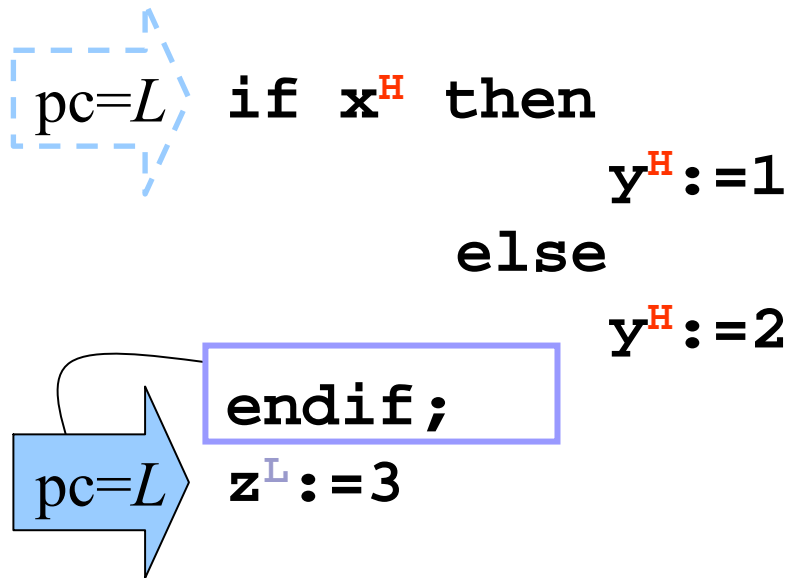 pc=L if x^H then
y^H:=1
else
y^H:=2
endif;
pc=L z^L:=3